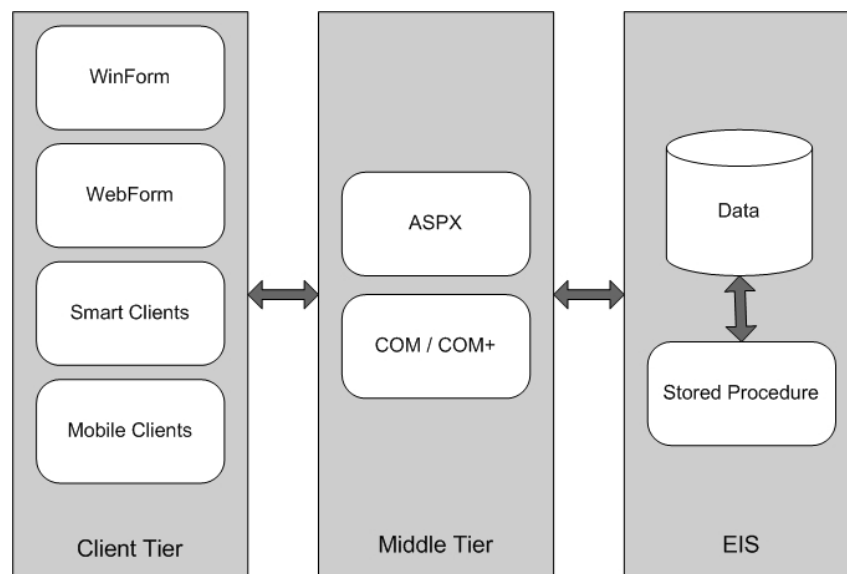 WinForm
WebForm
Smart Clients
Mobile Clients
Client Tier
ASPX
COM / COM+
Middle Tier
Data
Stored Procedure
EIS